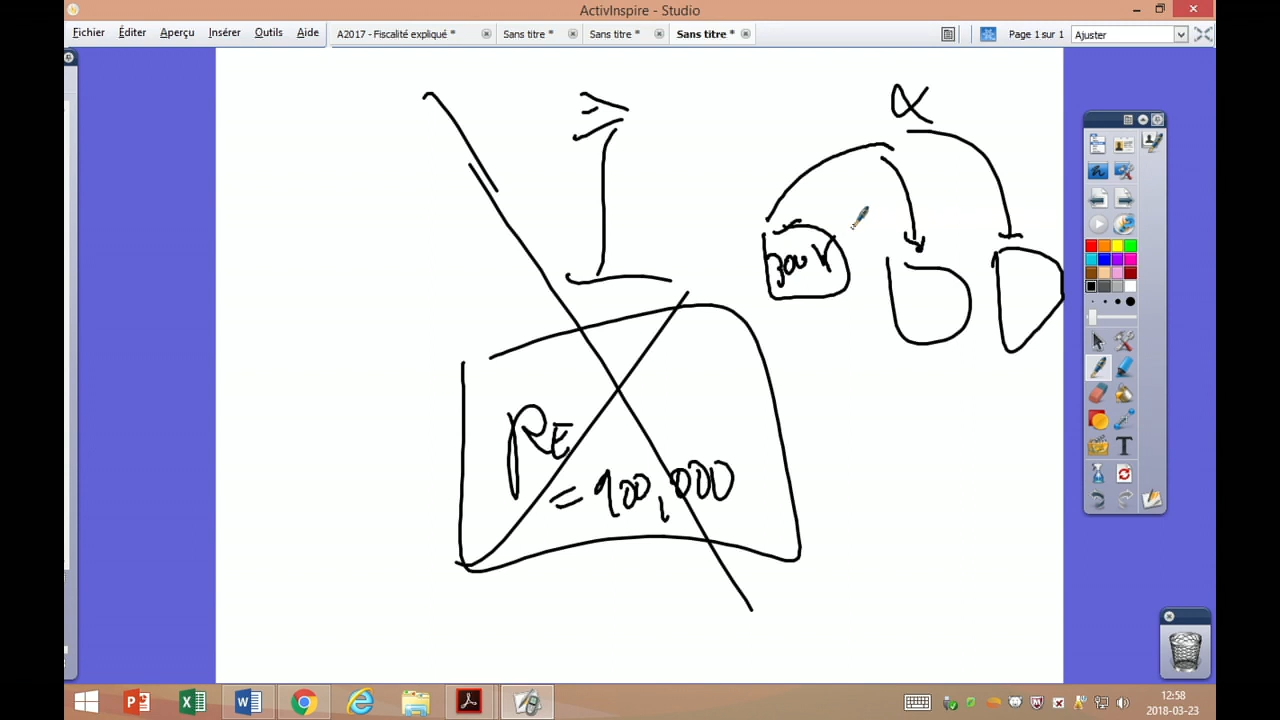 ActivInspire - Studio
Fichier Éditer Aperçu Insérer Outils Aide
A2017 - Fiscalité expliqué * Sans titre * Sans titre * Sans titre *
Page 1 sur 1 Ajuster
RE
= 900,000
12:58
2018-03-23